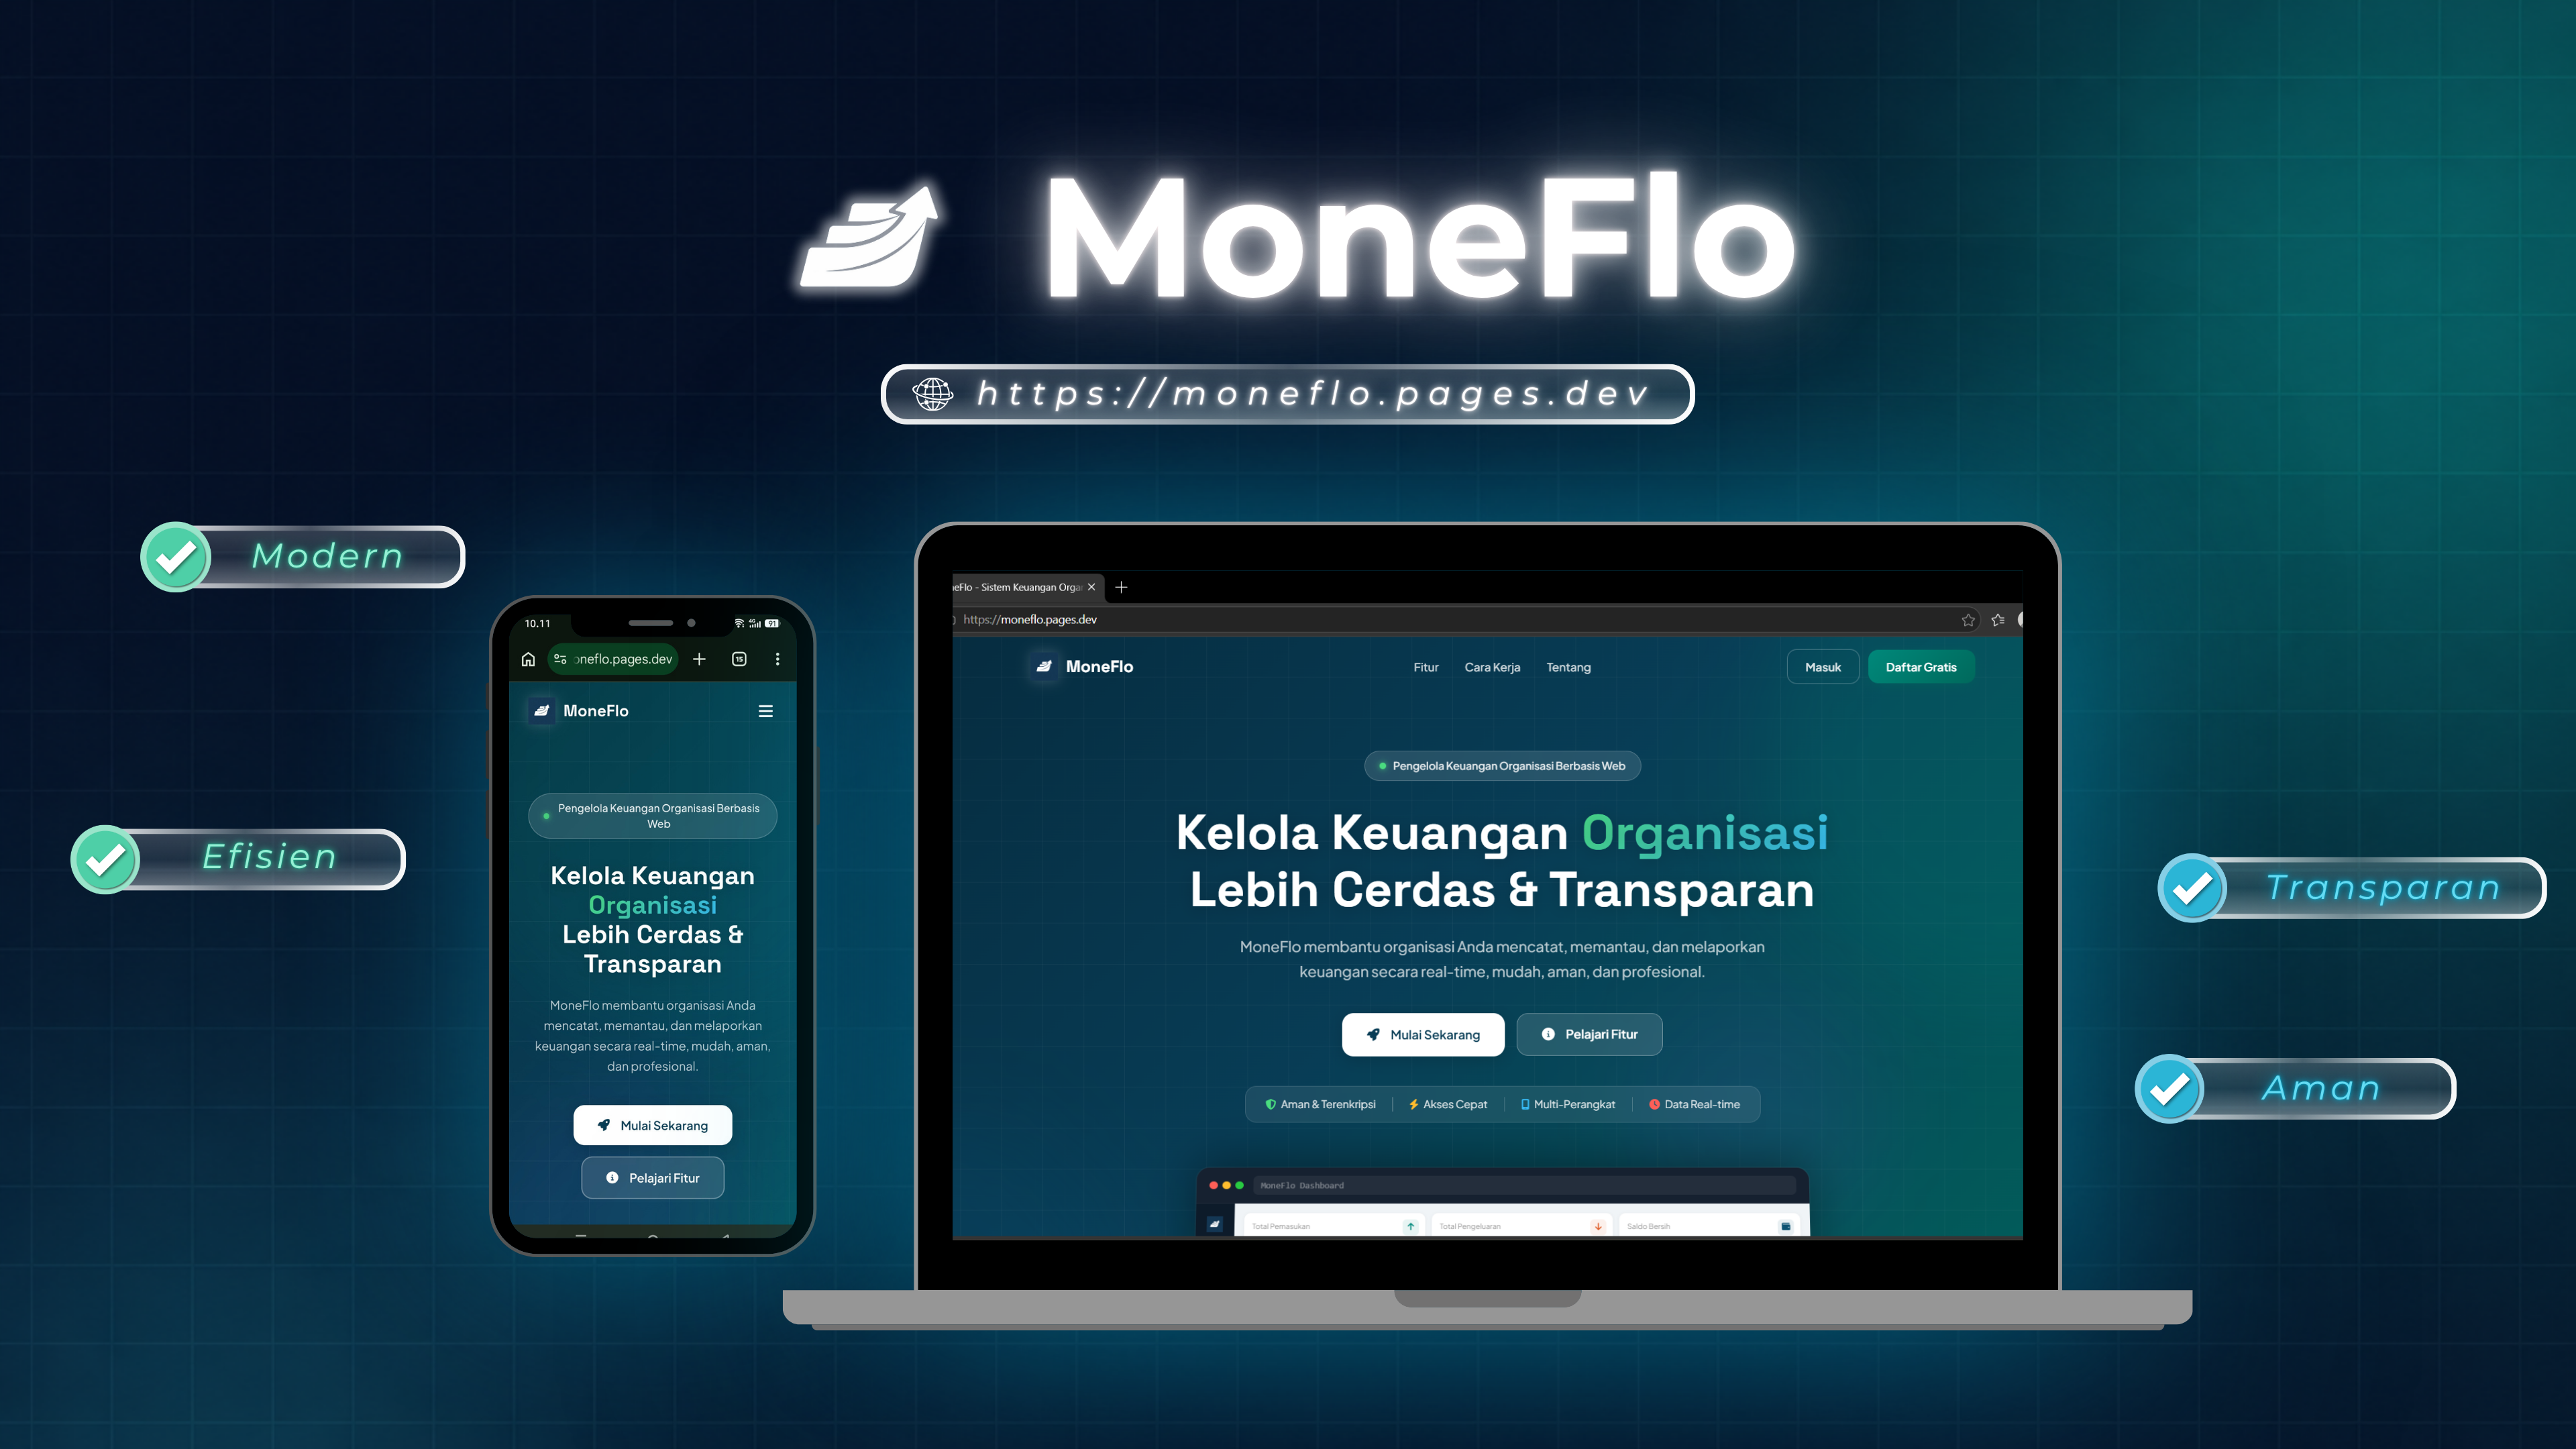 MoneFlo
https://moneflo.pages.dev
Modern
Efisien
10.11
4G
91
oneflo.pages.dev
15
MoneFlo
Pengelola Keuangan Organisasi Berbasis
Web
Kelola Keuangan
Organisasi
Lebih Cerdas &
Transparan
MoneFlo membantu organisasi Anda
mencatat, memantau, dan melaporkan
keuangan secara real-time, mudah, aman,
dan profesional.
Mulai Sekarang
Pelajari Fitur
eFlo - Sistem Keuangan Orga
https://moneflo.pages.dev
MoneFlo
Fitur Cara Kerja Tentang
Masuk Daftar Gratis
Pengelola Keuangan Organisasi Berbasis Web
Kelola Keuangan Organisasi
Lebih Cerdas & Transparan
MoneFlo membantu organisasi Anda mencatat, memantau, dan melaporkan
keuangan secara real-time, mudah, aman, dan profesional.
Mulai Sekarang Pelajari Fitur
Aman & Terenkripsi Akses Cepat Multi-Perangkat Data Real-time
MoneFlo Dashboard
Total Pemasukan Total Pengeluaran Saldo Bersih
Transparan
Aman